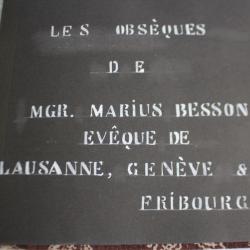 LES OBSÈQUES
DE
MGR. MARIUS BESSON
EVÊQUE DE
LAUSANNE, GENÈVE &
FRIBOURG